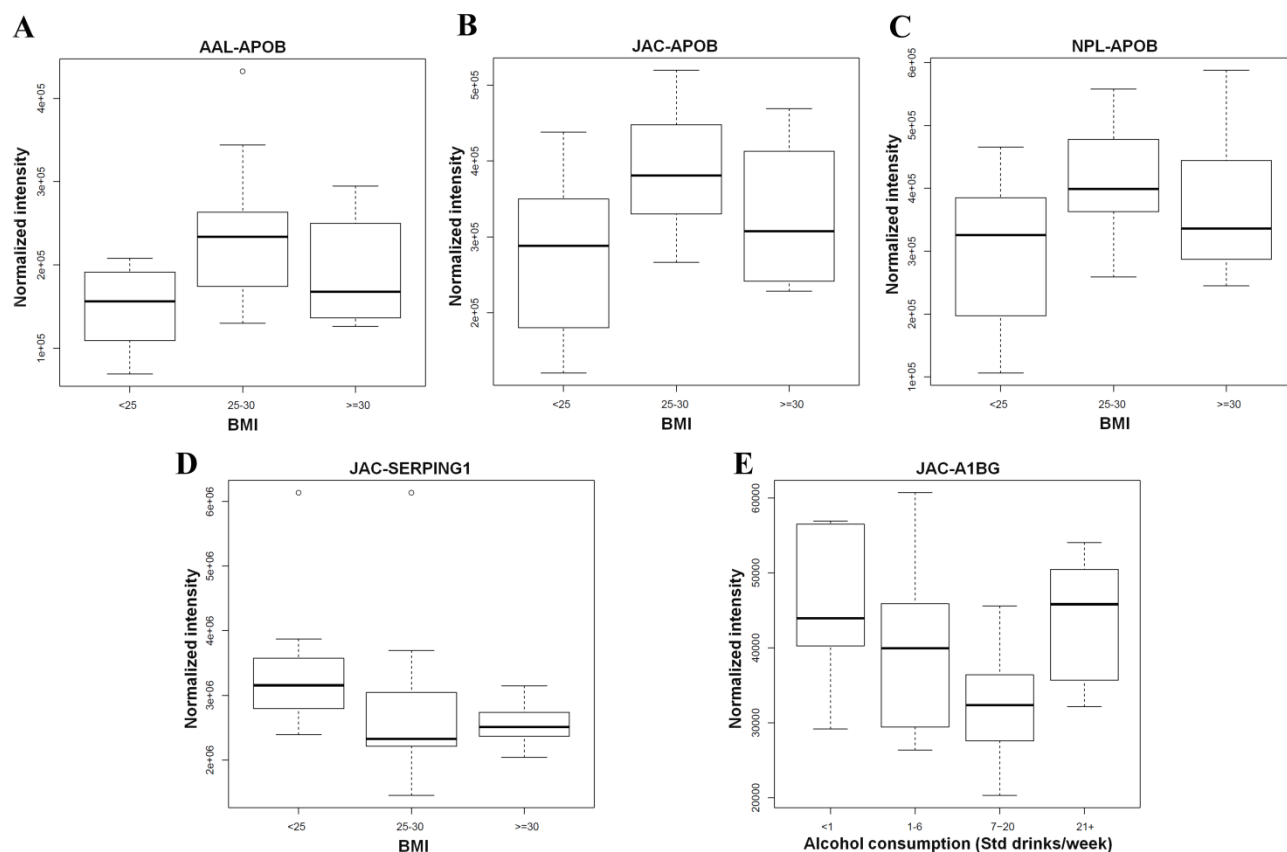 A
AAL-APOB
Normalized intensity
4e+05
3e+05
2e+05
1e+05
<25
25-30
>=30
BMI
B
JAC-APOB
Normalized intensity
5e+05
4e+05
3e+05
2e+05
<25
25-30
>=30
BMI
C
NPL-APOB
Normalized intensity
6e+05
5e+05
4e+05
3e+05
2e+05
1e+05
<25
25-30
>=30
BMI
D
JAC-SERPING1
Normalized intensity
6e+06
5e+06
4e+06
3e+06
2e+06
<25
25-30
>=30
BMI
E
JAC-A1BG
Normalized intensity
60000
50000
40000
30000
20000
<1
1-6
7-20
21+
Alcohol consumption (Std drinks/week)